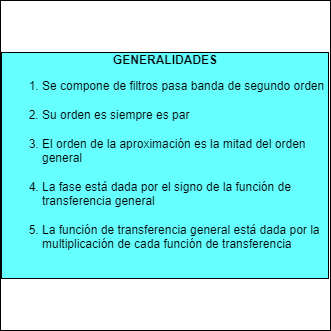 GENERALIDADES
1. Se compone de filtros pasa banda de segundo orden
2. Su orden es siempre es par
3. El orden de la aproximación es la mitad del orden
general
4. La fase está dada por el signo de la función de
transferencia general
5. La función de transferencia general está dada por la
multiplicación de cada función de transferencia